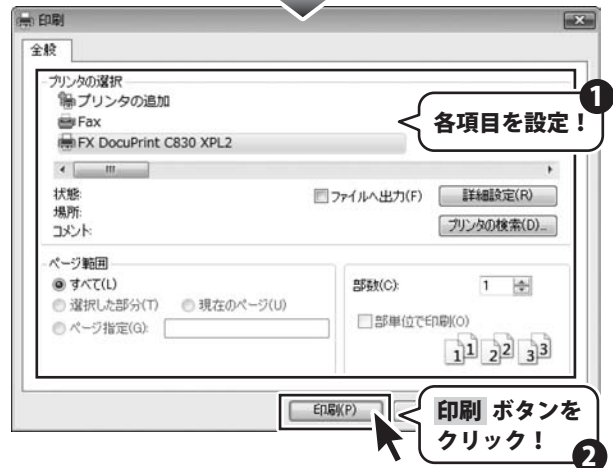 印刷
全般
プリンタの選択
プリンタの追加
Fax
FX DocuPrint C830 XPL2
1
各項目を設定!
状態:
場所:
コメント:
ファイルへ出力(F)
詳細設定(R)
プリンタの検索(D)...
ページ範囲
すべて(L)
選択した部分(T) 現在のページ(U)
ページ指定(G):
部数(C): 1
部単位で印刷(O)
1 1 2 2 3 3
印刷(P)
印刷 ボタンを
クリック!
2